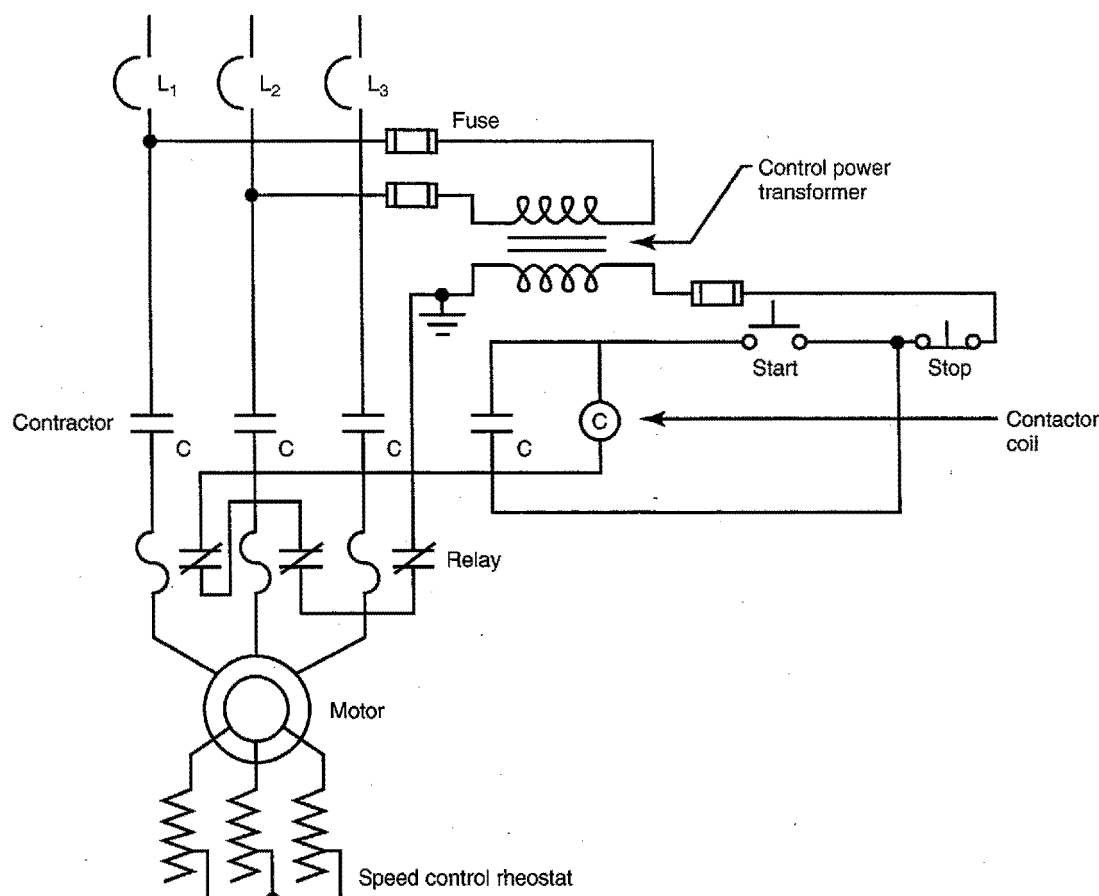 L1
L2
L3
Fuse
Control power
transformer
Start
Stop
Contractor
C
C
C
C
C
Contactor
coil
Relay
Motor
Speed control rheostat